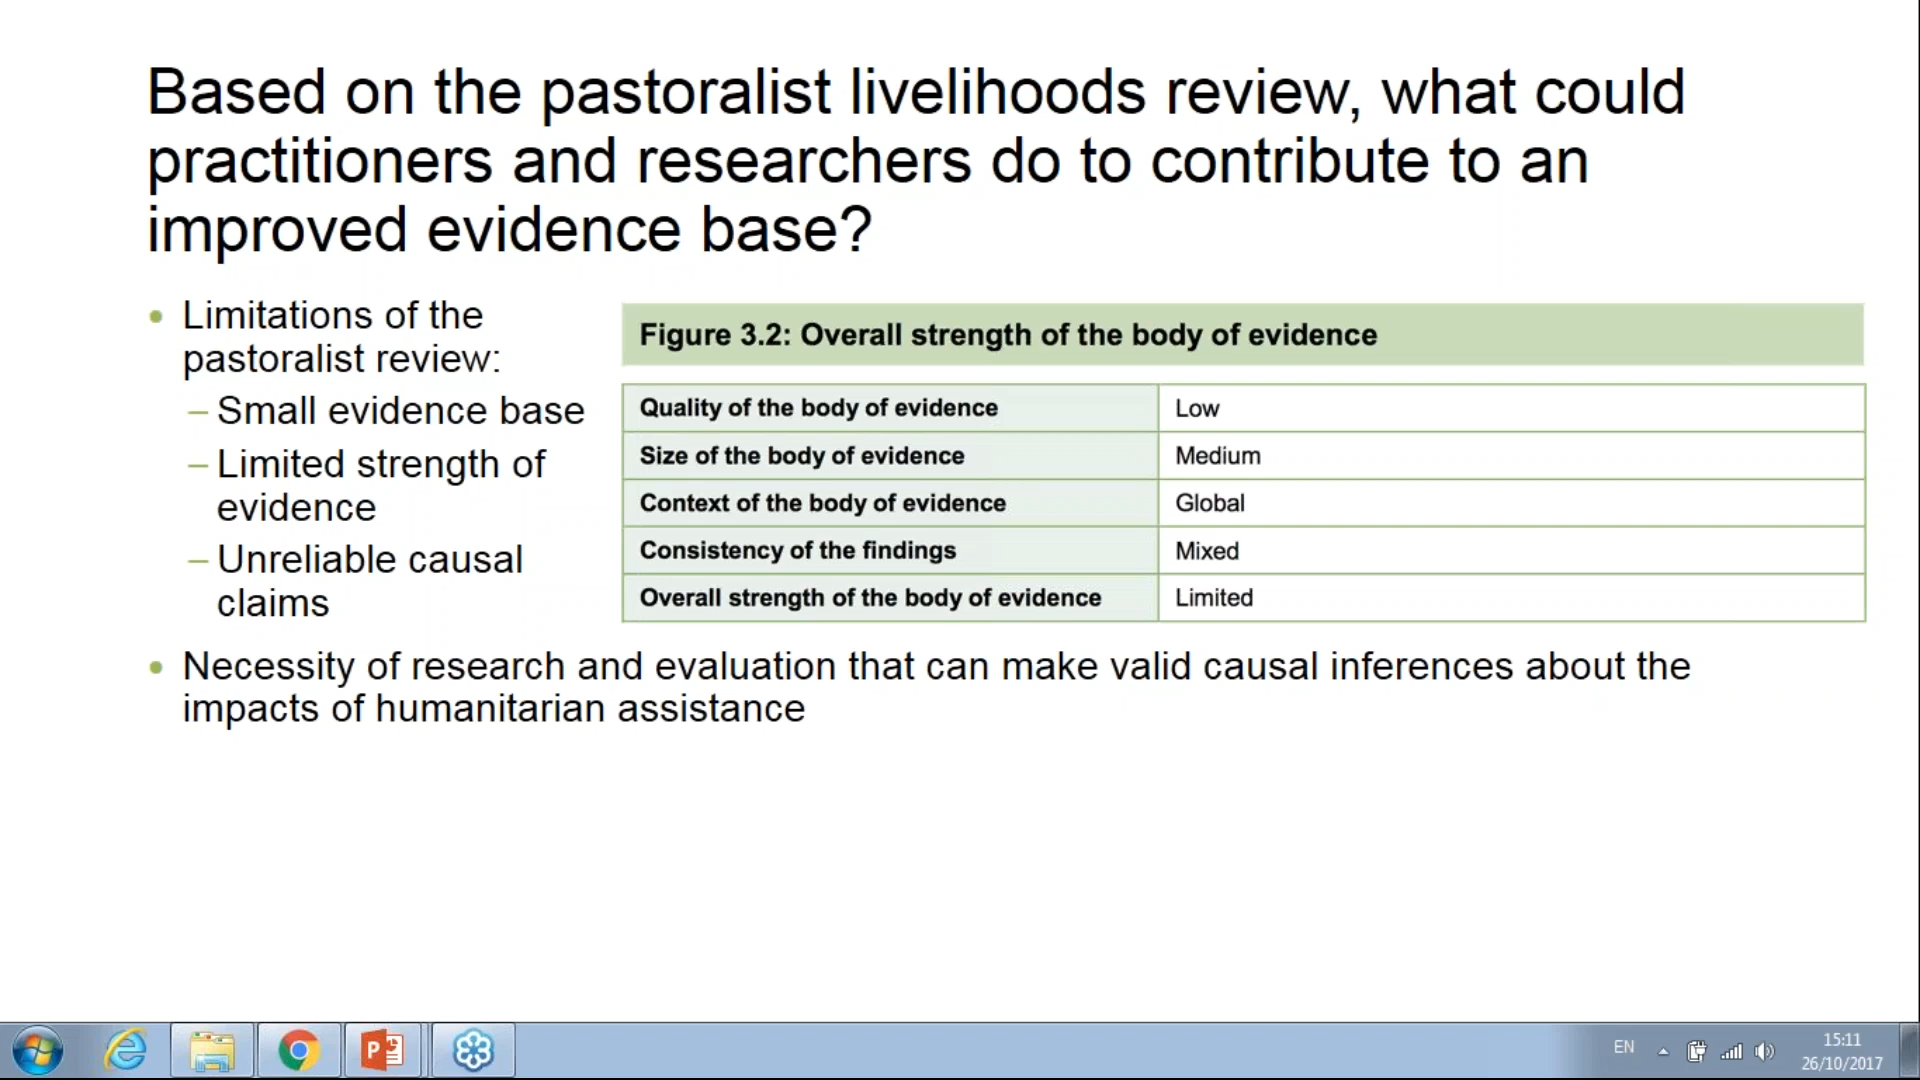 Based on the pastoralist livelihoods review, what could
practitioners and researchers do to contribute to an
improved evidence base?
• Limitations of the
pastoralist review:
– Small evidence base
– Limited strength of
evidence
– Unreliable causal
claims
Figure 3.2: Overall strength of the body of evidence
Quality of the body of evidence Low
Size of the body of evidence Medium
Context of the body of evidence Global
Consistency of the findings Mixed
Overall strength of the body of evidence Limited
• Necessity of research and evaluation that can make valid causal inferences about the
impacts of humanitarian assistance
EN
15:11
26/10/2017